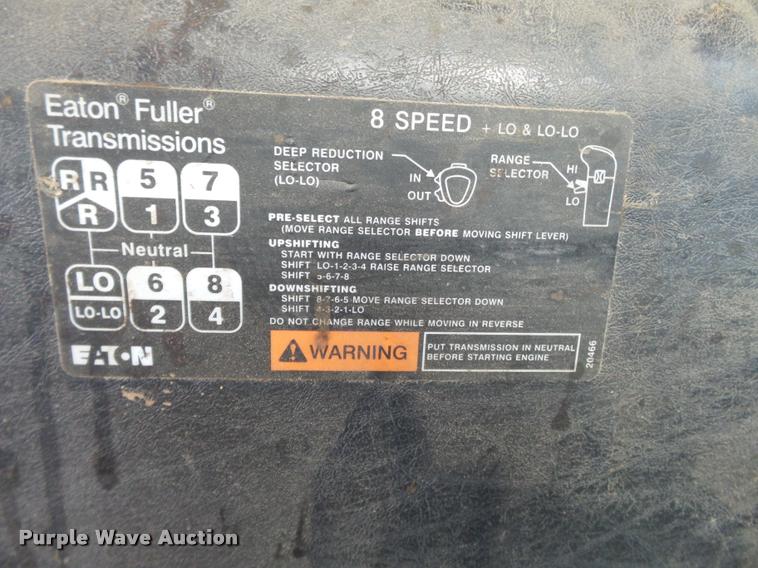 Eaton® Fuller®
Transmissions
8 SPEED + LO & LO-LO
R R 5 7
R 1 3
Neutral
LO 6 8
LO-LO 2 4
EATON
DEEP REDUCTION
SELECTOR
(LO-LO)
IN
OUT
RANGE
SELECTOR
HI
LO
PRE-SELECT ALL RANGE SHIFTS
(MOVE RANGE SELECTOR BEFORE MOVING SHIFT LEVER)
UPSHIFTING
START WITH RANGE SELECTOR DOWN
SHIFT LO-1-2-3-4 RAISE RANGE SELECTOR
SHIFT 5-6-7-8
DOWNSHIFTING
SHIFT 8-7-6-5 MOVE RANGE SELECTOR DOWN
SHIFT 4-3-2-1-LO
DO NOT CHANGE RANGE WHILE MOVING IN REVERSE
WARNING
PUT TRANSMISSION IN NEUTRAL
BEFORE STARTING ENGINE
20466
Purple Wave Auction